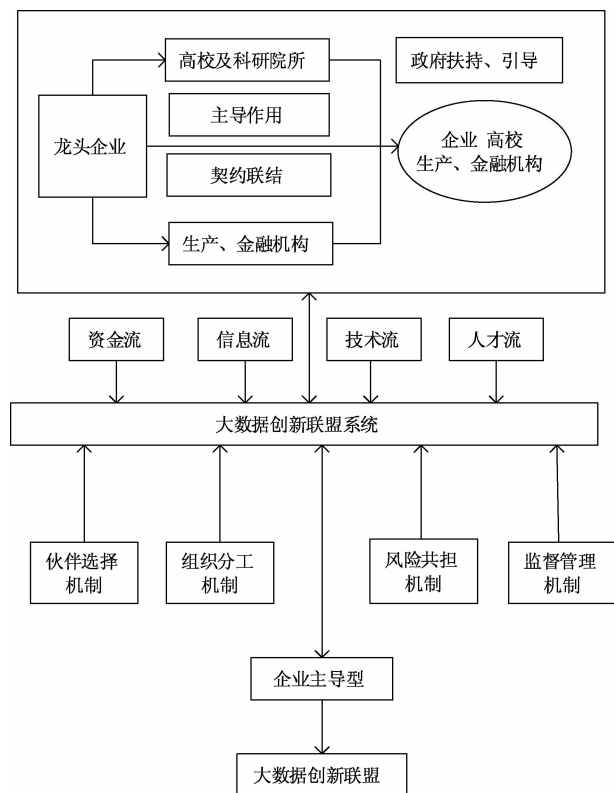 高校及科研院所
政府扶持、引导
主导作用
龙头企业
企业 高校
生产、金融机构
契约联结
生产、金融机构
资金流
信息流
技术流
人才流
大数据创新联盟系统
伙伴选择
机制
组织分工
机制
风险共担
机制
监督管理
机制
企业主导型
大数据创新联盟